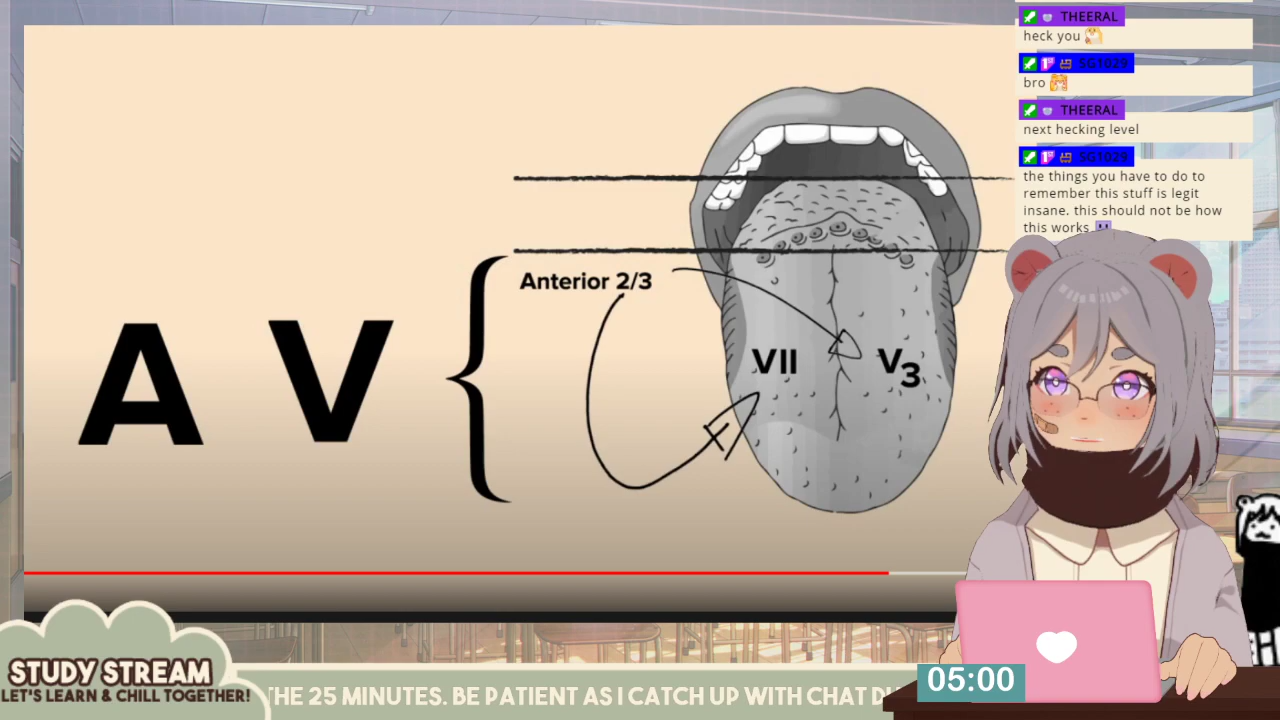 THEERAL
heck you
SG1029
bro
THEERAL
next hecking level
SG1029
the things you have to do to
remember this stuff is legit
insane. this should not be how
this works
Anterior 2/3
A V
VII
V3
STUDY STREAM
LET'S LEARN & CHILL TOGETHER!
THE 25 MINUTES. BE PATIENT AS I CATCH UP WITH CHAT
05:00